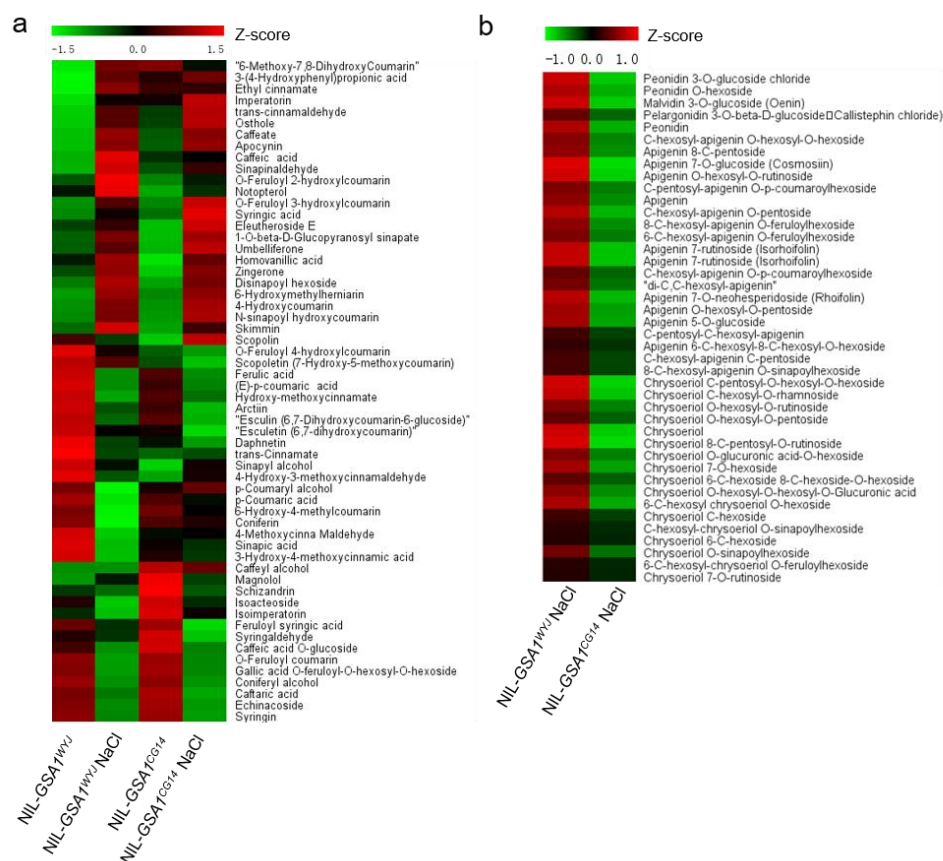 a
Z-score
-1.5 0.0 1.5
"6-Methoxy-7,8-DihydroxyCoumarin"
3-(4-Hydroxyphenyl)propionic acid
Ethyl cinnamate
Imperatorin
trans-cinnamaldehyde
Osthole
Caffeate
Apocynin
Caffeic acid
Sinapinaldehyde
O-Feruloyl 2-hydroxylcoumarin
Notopterol
O-Feruloyl 3-hydroxylcoumarin
Syringic acid
Eleutheroside E
1-O-beta-D-Glucopyranosyl sinapate
Umbelliferone
Homovanillic acid
Zingerone
Disinapoyl hexoside
6-Hydroxymethylherniarin
4-Hydroxycoumarin
N-sinapoyl hydroxycoumarin
Skimmin
Scopolin
O-Feruloyl 4-hydroxylcoumarin
Scopoletin (7-Hydroxy-5-methoxycoumarin)
Ferulic acid
(E)-p-coumaric acid
Hydroxy-methoxycinnamate
Arctiin
"Esculin (6,7-Dihydroxycoumarin-6-glucoside)"
"Esculetin (6,7-dihydroxycoumarin)"
Daphnetin
trans-Cinnamate
Sinapyl alcohol
4-Hydroxy-3-methoxycinnamaldehyde
p-Coumaryl alcohol
p-Coumaric acid
6-Hydroxy-4-methylcoumarin
Coniferin
4-Methoxycinna Maldehyde
Sinapic acid
3-Hydroxy-4-methoxycinnamic acid
Caffeyl alcohol
Magnolol
Schizandrin
Isoacteoside
Isoimperatorin
Feruloyl syringic acid
Syringaldehyde
Caffeic acid O-glucoside
O-Feruloyl coumarin
Gallic acid O-feruloyl-O-hexosyl-O-hexoside
Coniferyl alcohol
Caftaric acid
Echinacoside
Syringin
NIL-GSA1WYJ
NIL-GSA1WYJ NaCl
NIL-GSA1CG14
NIL-GSA1CG14 NaCl
b
Z-score
-1.0 0.0 1.0
Peonidin 3-O-glucoside chloride
Peonidin O-hexoside
Malvidin 3-O-glucoside (Oenin)
Pelargonidin 3-O-beta-D-glucoside□Callistephin chloride)
Peonidin
C-hexosyl-apigenin O-hexosyl-O-hexoside
Apigenin 8-C-pentoside
Apigenin 7-O-glucoside (Cosmosiin)
Apigenin O-hexosyl-O-rutinoside
C-pentosyl-apigenin O-p-coumaroylhexoside
Apigenin
C-hexosyl-apigenin O-pentoside
8-C-hexosyl-apigenin O-feruloylhexoside
6-C-hexosyl-apigenin O-feruloylhexoside
Apigenin 7-rutinoside (Isorhoifolin)
Apigenin 7-rutinoside (Isorhoifolin)
C-hexosyl-apigenin O-p-coumaroylhexoside
"di-C,C-hexosyl-apigenin"
Apigenin 7-O-neohesperidoside (Rhoifolin)
Apigenin O-hexosyl-O-pentoside
Apigenin 5-O-glucoside
C-pentosyl-C-hexosyl-apigenin
Apigenin 6-C-hexosyl-8-C-hexosyl-O-hexoside
C-hexosyl-apigenin C-pentoside
8-C-hexosyl-apigenin O-sinapoylhexoside
Chrysoeriol C-pentosyl-O-hexosyl-O-hexoside
Chrysoeriol C-hexosyl-O-rhamnoside
Chrysoeriol O-hexosyl-O-rutinoside
Chrysoeriol O-hexosyl-O-pentoside
Chrysoeriol
Chrysoeriol 8-C-pentosyl-O-rutinoside
Chrysoeriol O-glucuronic acid-O-hexoside
Chrysoeriol 7-O-hexoside
Chrysoeriol 6-C-hexoside 8-C-hexoside-O-hexoside
Chrysoeriol O-hexosyl-O-hexosyl-O-Glucuronic acid
6-C-hexosyl chrysoeriol O-hexoside
Chrysoeriol C-hexoside
C-hexosyl-chrysoeriol O-sinapoylhexoside
Chrysoeriol 6-C-hexoside
Chrysoeriol O-sinapoylhexoside
6-C-hexosyl-chrysoeriol O-feruloylhexoside
Chrysoeriol 7-O-rutinoside
NIL-GSA1WYJ NaCl
NIL-GSA1CG14 NaCl